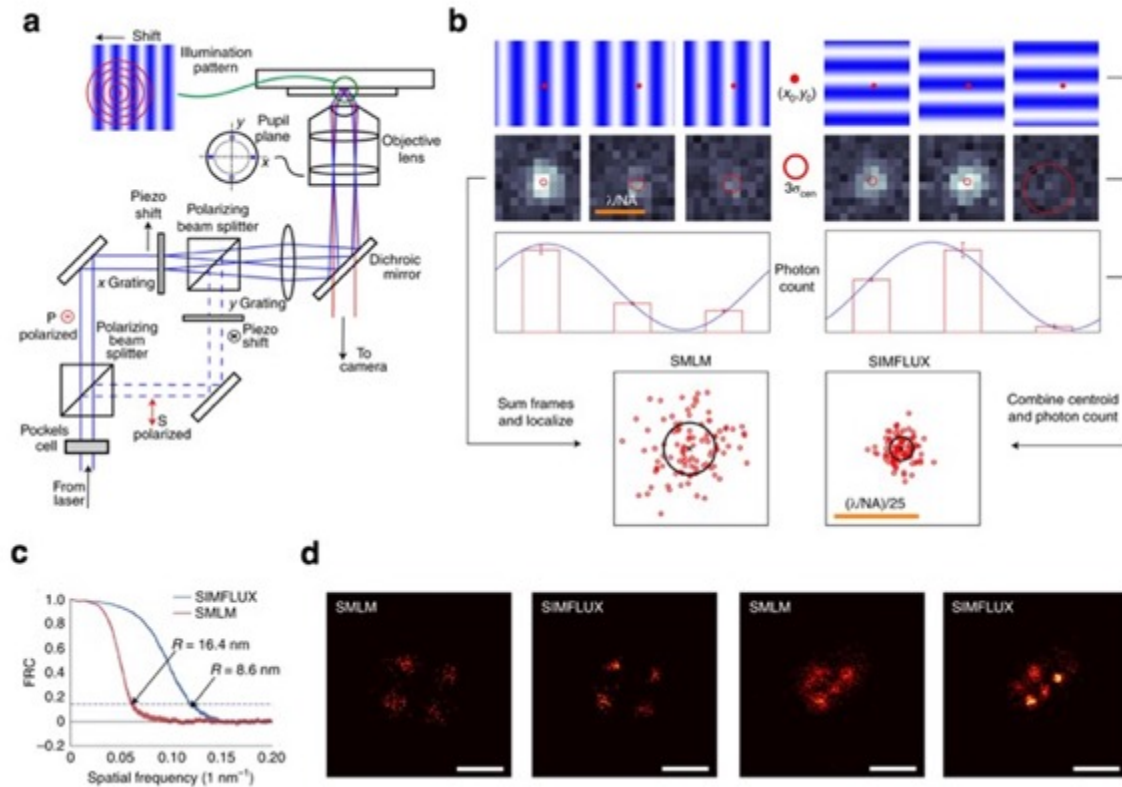 a
Shift
Illumination
pattern
y
Pupil
plane
x
Objective
lens
Piezo
shift
Polarizing
beam splitter
x Grating
Dichroic
mirror
P
polarized
Polarizing
beam
splitter
y Grating
Piezo
shift
To
camera
S
polarized
Pockels
cell
From
laser
b
(x₀,y₀)
λ/NA
3σcen
Photon
count
SMLM
SIMFLUX
Sum frames
and localize
Combine centroid
and photon count
(λ/NA)/25
c
SIMFLUX
SMLM
R = 16.4 nm
R = 8.6 nm
FRC
1.0
0.8
0.6
0.4
0.2
0
−0.2
0
0.05
0.10
0.15
0.20
Spatial frequency (1 nm⁻¹)
d
SMLM
SIMFLUX
SMLM
SIMFLUX